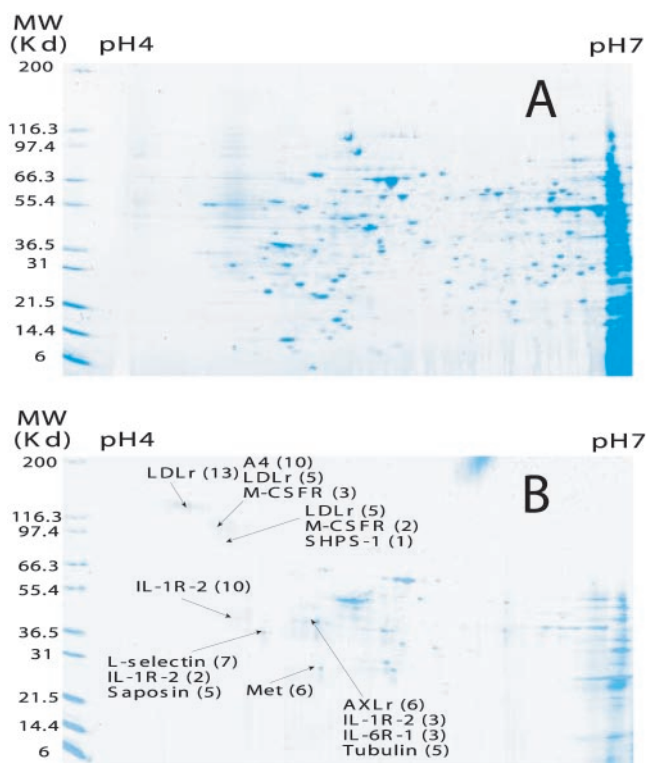 MW
(Kd)
pH4
pH7
A
200
116.3
97.4
66.3
55.4
36.5
31
21.5
14.4
6
MW
(Kd)
pH4
pH7
B
200
116.3
97.4
66.3
55.4
36.5
31
21.5
14.4
6
LDLr (13)
A4 (10)
LDLr (5)
M-CSFR (3)
LDLr (5)
M-CSFR (2)
SHPS-1 (1)
IL-1R-2 (10)
L-selectin (7)
IL-1R-2 (2)
Saposin (5)
Met (6)
AXLr (6)
IL-1R-2 (3)
IL-6R-1 (3)
Tubulin (5)